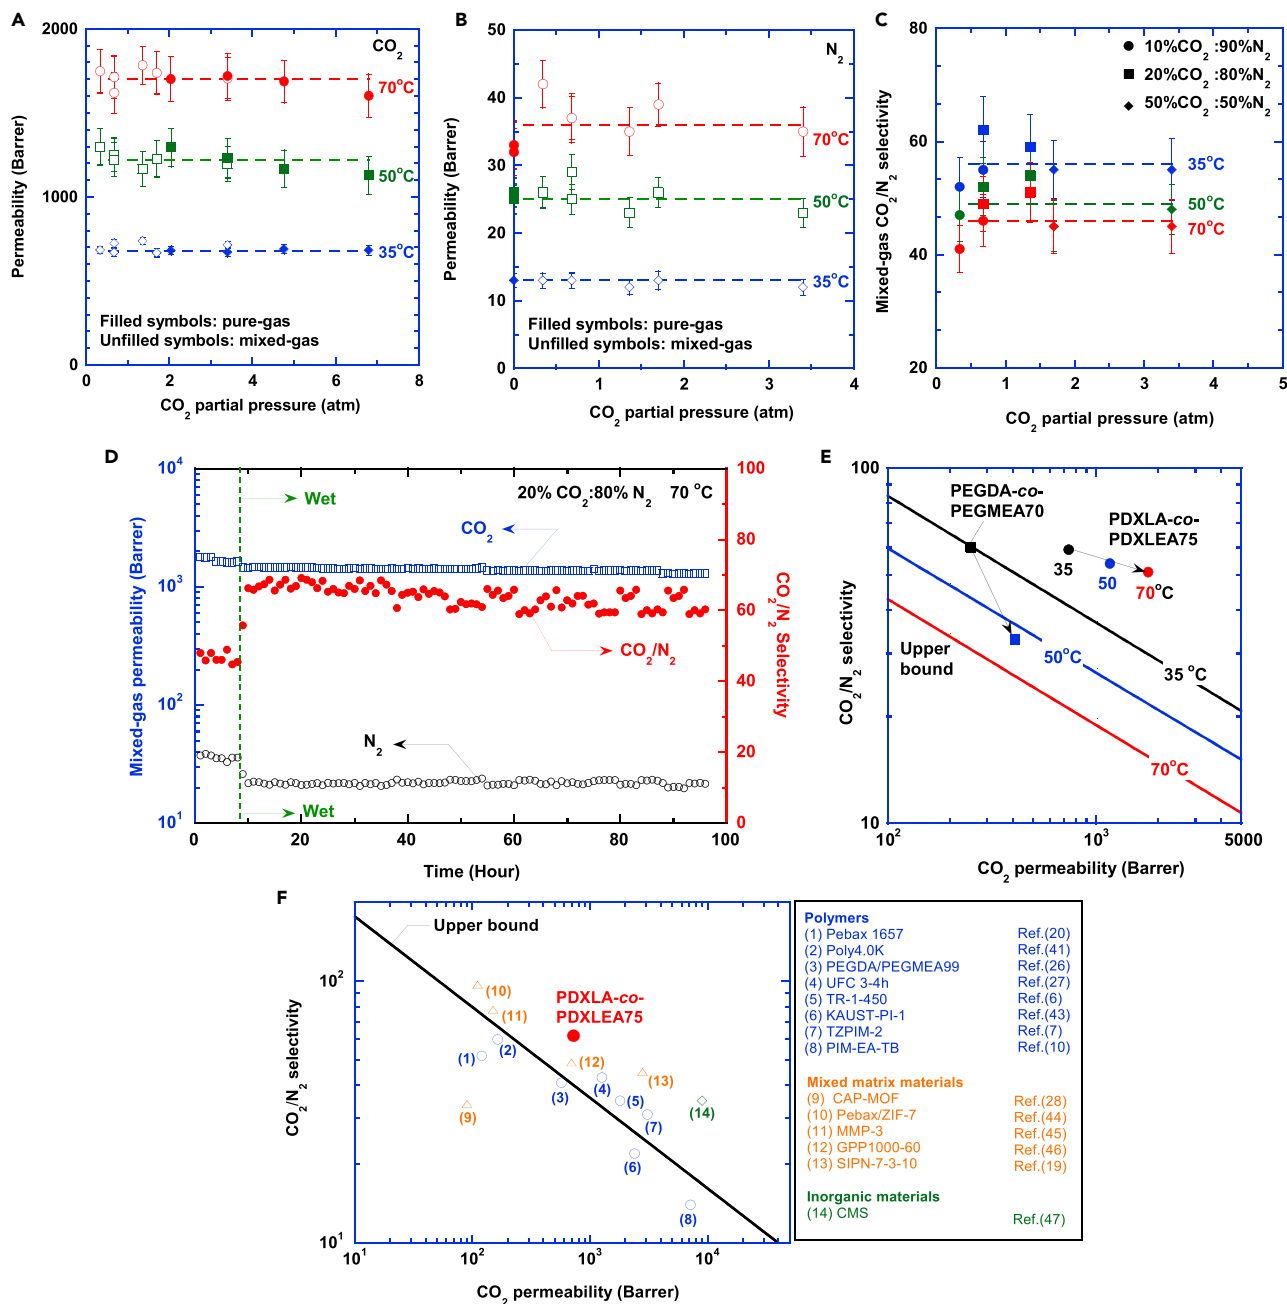 A
2000
1000
0
Permeability (Barrer)
CO2
70°C
50°C
35°C
Filled symbols: pure-gas
Unfilled symbols: mixed-gas
0 2 4 6 8
CO2 partial pressure (atm)
B
50
40
30
20
10
0
Permeability (Barrer)
N2
70°C
50°C
35°C
Filled symbols: pure-gas
Unfilled symbols: mixed-gas
0 1 2 3 4
CO2 partial pressure (atm)
C
80
60
40
20
Mixed-gas CO2/N2 selectivity
10%CO2:90%N2
20%CO2:80%N2
50%CO2:50%N2
35°C
50°C
70°C
0 1 2 3 4 5
CO2 partial pressure (atm)
D
10^4
10^3
10^2
10^1
Mixed-gas permeability (Barrer)
Wet
20% CO2:80% N2 70 °C
CO2
CO2/N2
N2
Wet
100
80
60
40
20
0
CO2/N2 Selectivity
0 20 40 60 80 100
Time (Hour)
E
100
10
CO2/N2 selectivity
PEGDA-co-
PEGMEA70
PDXLA-co-
PDXLEA75
35
50
70°C
Upper
bound
50°C
35 °C
70°C
10^2 10^3 5000
CO2 permeability (Barrer)
F
10^2
10^1
CO2/N2 selectivity
Upper bound
PDXLA-co-
PDXLEA75
(10)
(11)
(1)
(2)
(12)
(13)
(3)
(4)
(5)
(14)
(9)
(7)
(6)
(8)
10^1 10^2 10^3 10^4
CO2 permeability (Barrer)
Polymers
(1) Pebax 1657 Ref.(20)
(2) Poly4.0K Ref.(41)
(3) PEGDA/PEGMEA99 Ref.(26)
(4) UFC 3-4h Ref.(27)
(5) TR-1-450 Ref.(6)
(6) KAUST-PI-1 Ref.(43)
(7) TZPIM-2 Ref.(7)
(8) PIM-EA-TB Ref.(10)
Mixed matrix materials
(9) CAP-MOF Ref.(28)
(10) Pebax/ZIF-7 Ref.(44)
(11) MMP-3 Ref.(45)
(12) GPP1000-60 Ref.(46)
(13) SIPN-7-3-10 Ref.(19)
Inorganic materials
(14) CMS Ref.(47)